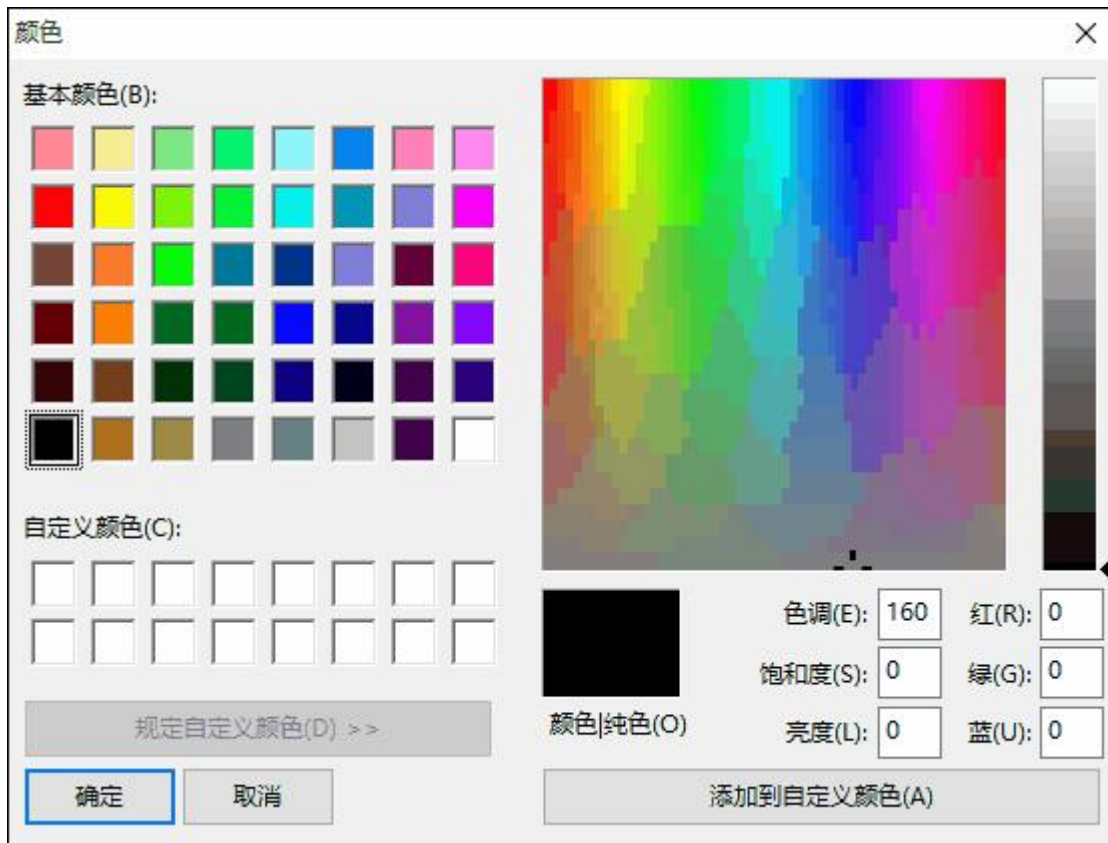 颜色
基本颜色(B):
自定义颜色(C):
规定自定义颜色(D) >>
确定
取消
颜色|纯色(O)
色调(E): 160
红(R): 0
饱和度(S): 0
绿(G): 0
亮度(L): 0
蓝(U): 0
添加到自定义颜色(A)